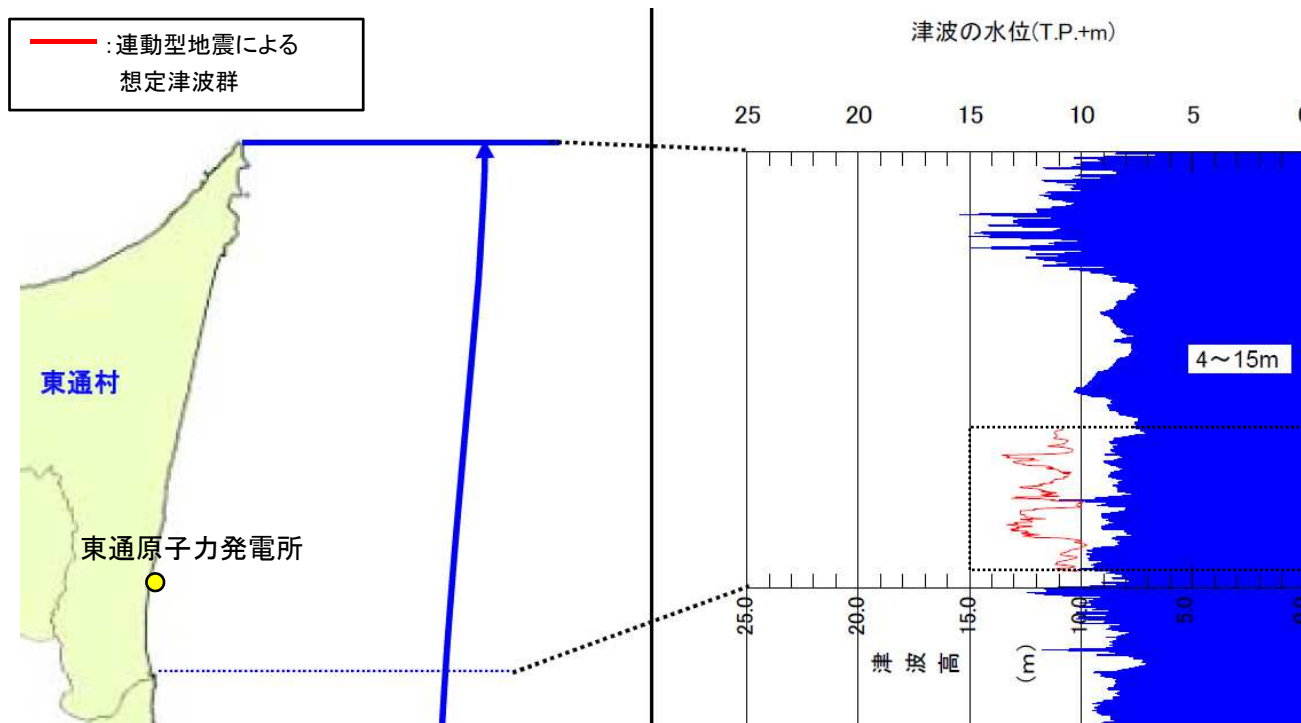 :連動型地震による
想定津波群
津波の水位(T.P.+m)
25 20 15 10 5
東通村
4～15m
東通原子力発電所
25.0 20.0 15.0 10.0 5.0
津波高 (m)